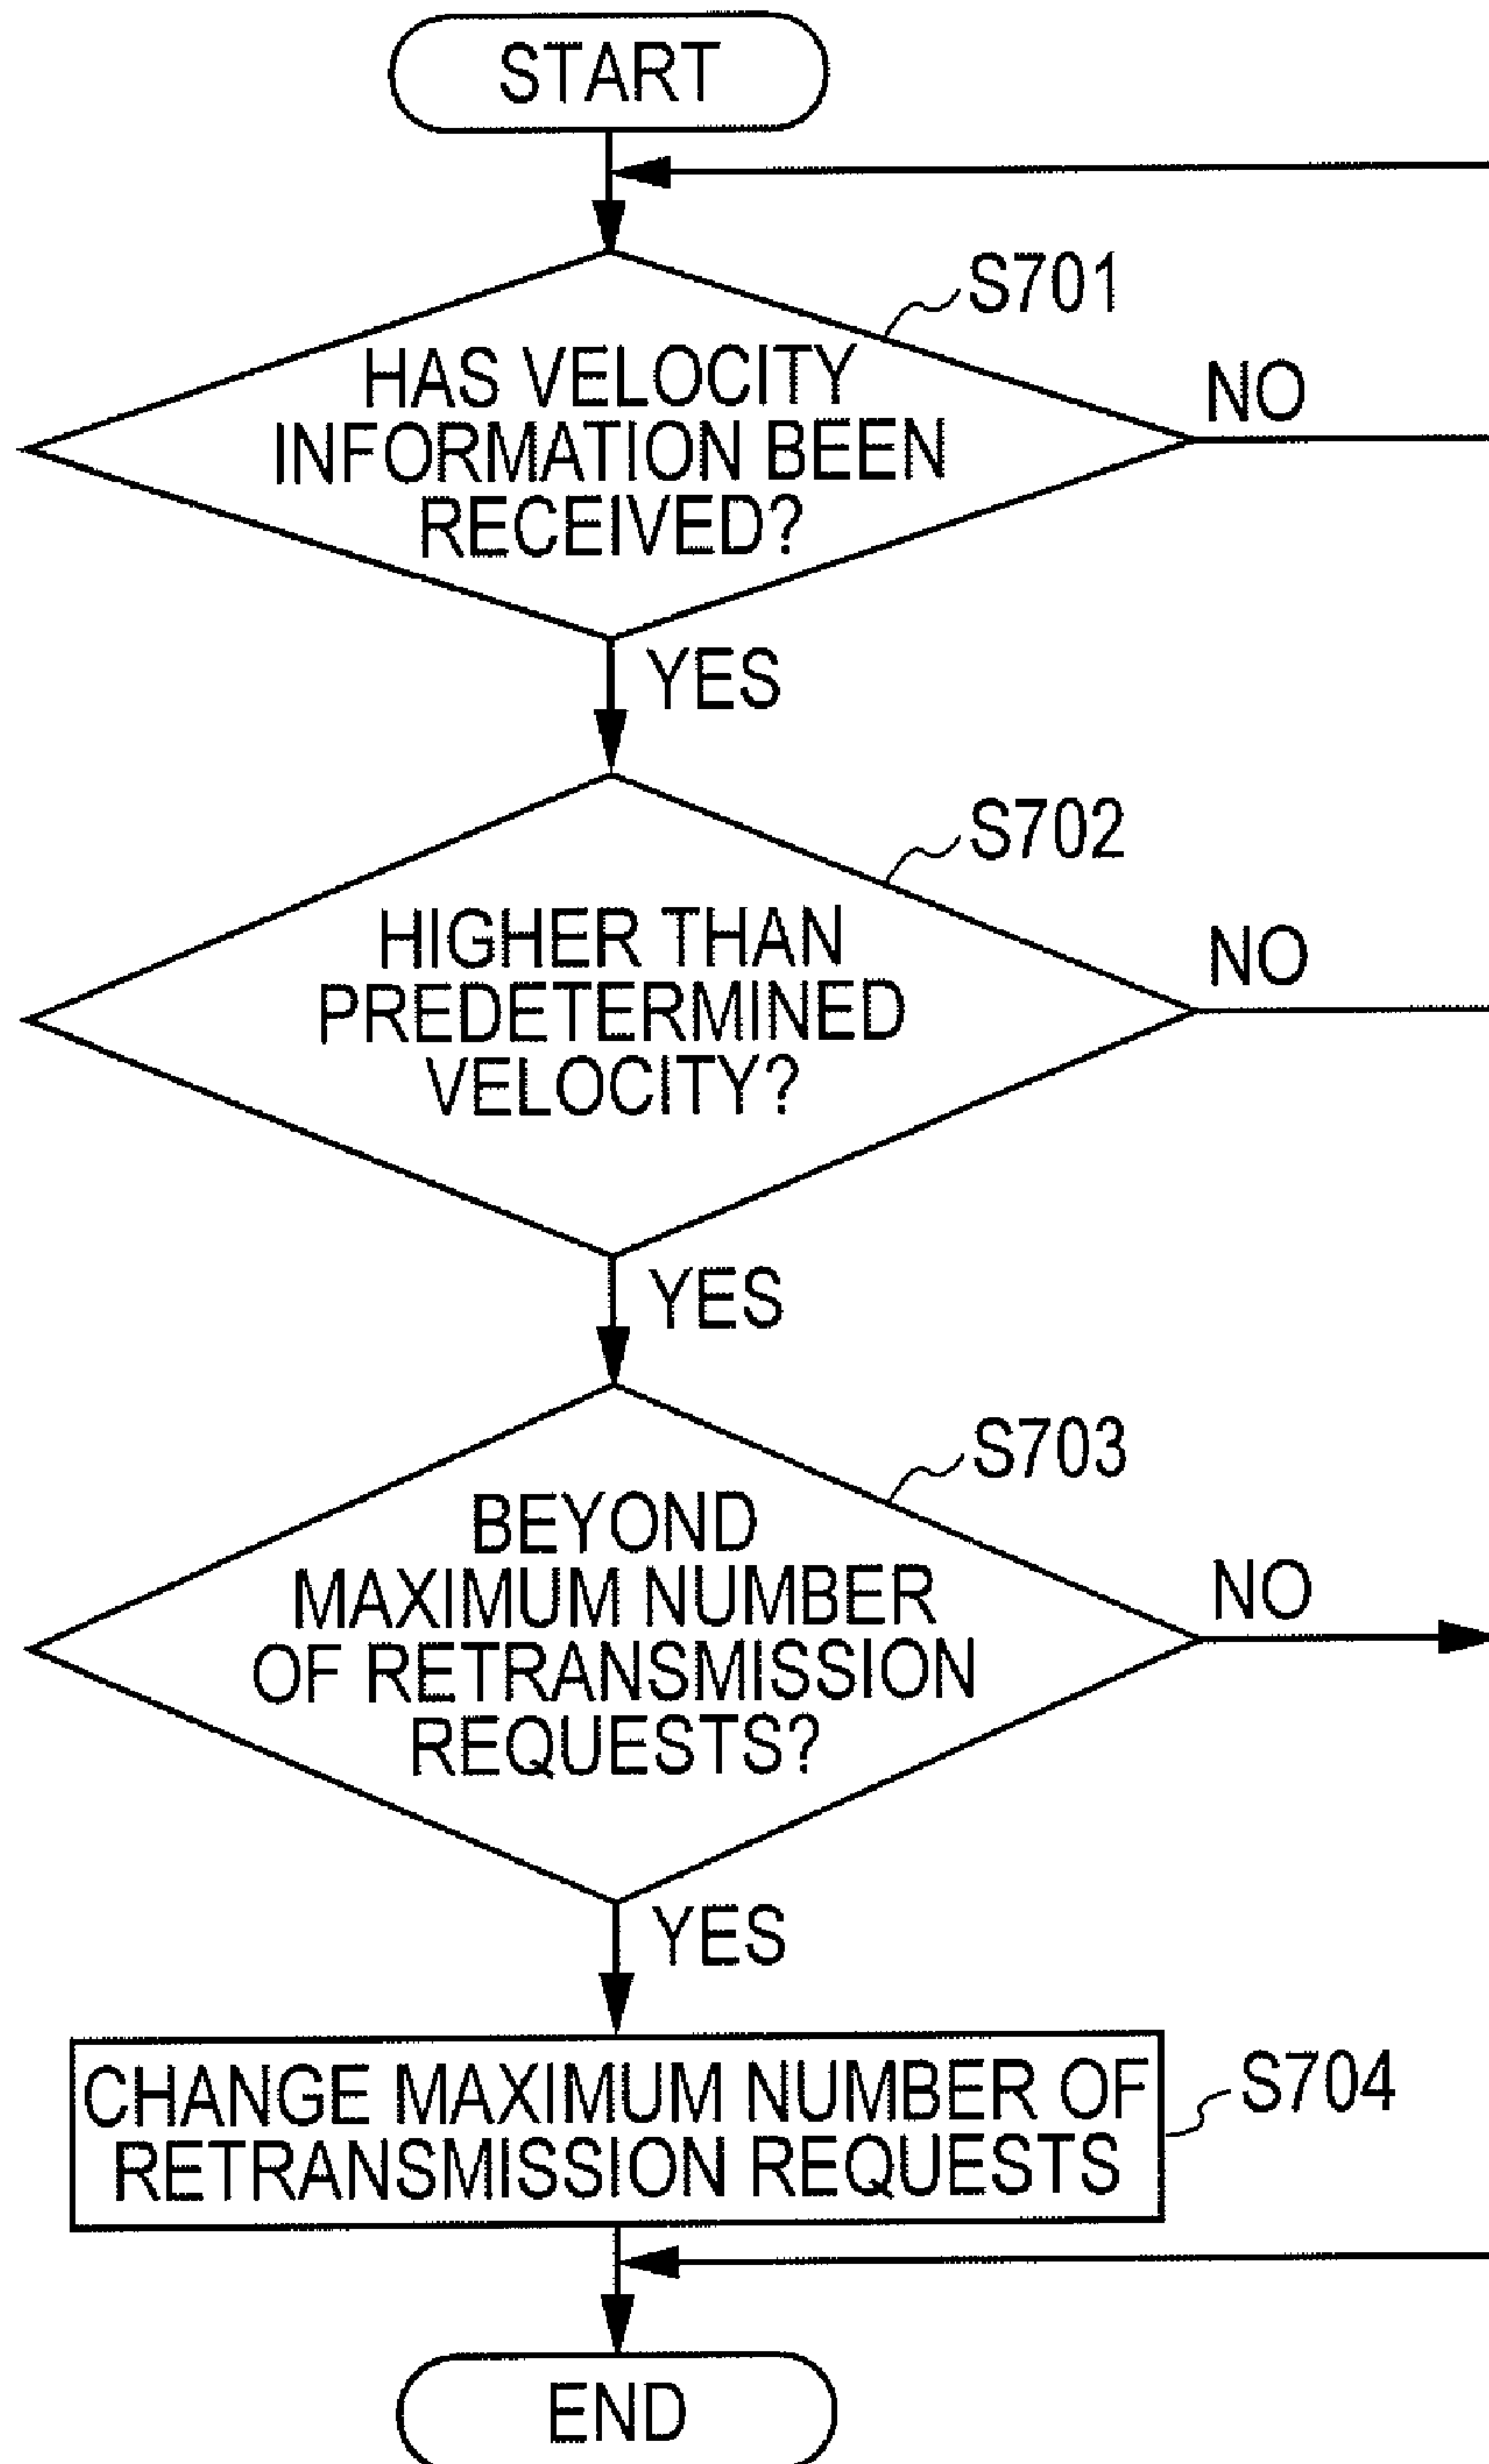 START
S701
HAS VELOCITY
INFORMATION BEEN
RECEIVED?
NO
YES
S702
HIGHER THAN
PREDETERMINED
VELOCITY?
NO
YES
S703
BEYOND
MAXIMUM NUMBER
OF RETRANSMISSION
REQUESTS?
NO
YES
CHANGE MAXIMUM NUMBER OF
RETRANSMISSION REQUESTS
S704
END